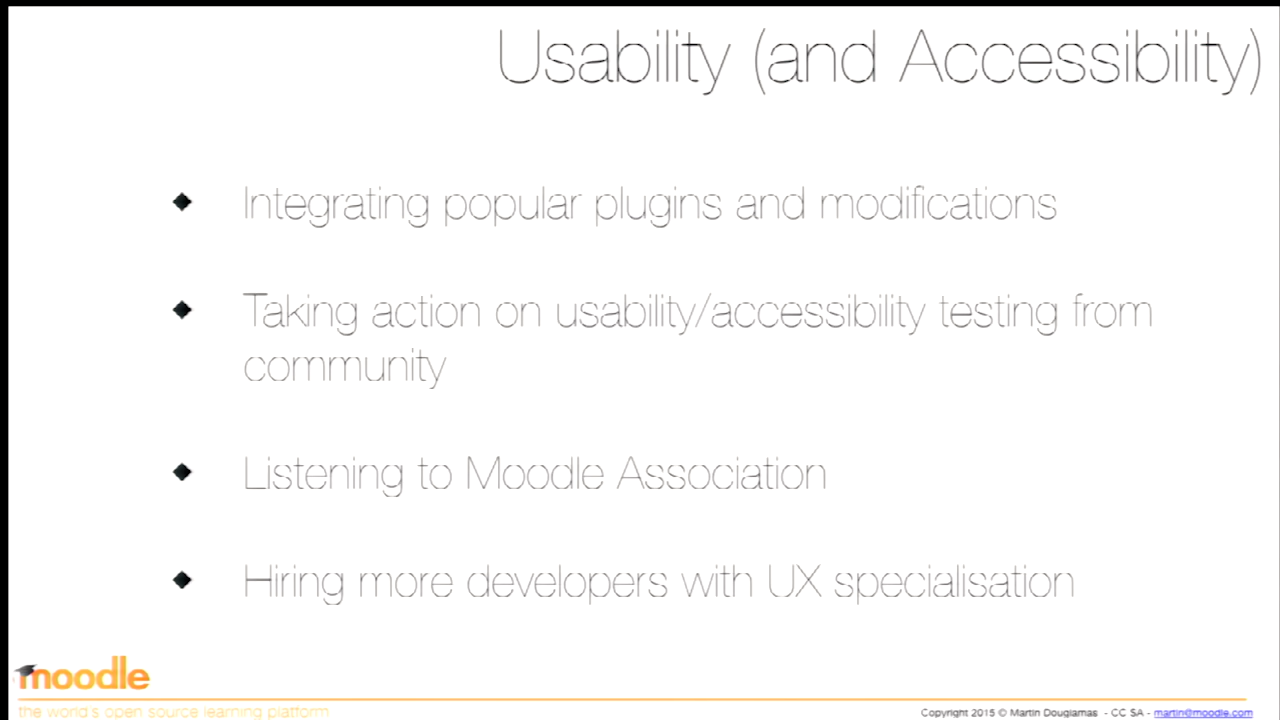 Usability (and Accessibility)
Integrating popular plugins and modifications
Taking action on usability/accessibility testing from
community
Listening to Moodle Association
Hiring more developers with UX specialisation
moodle
the world's open source learning platform
Copyright 2015 © Martin Dougiamas - CC SA - martin@moodle.com